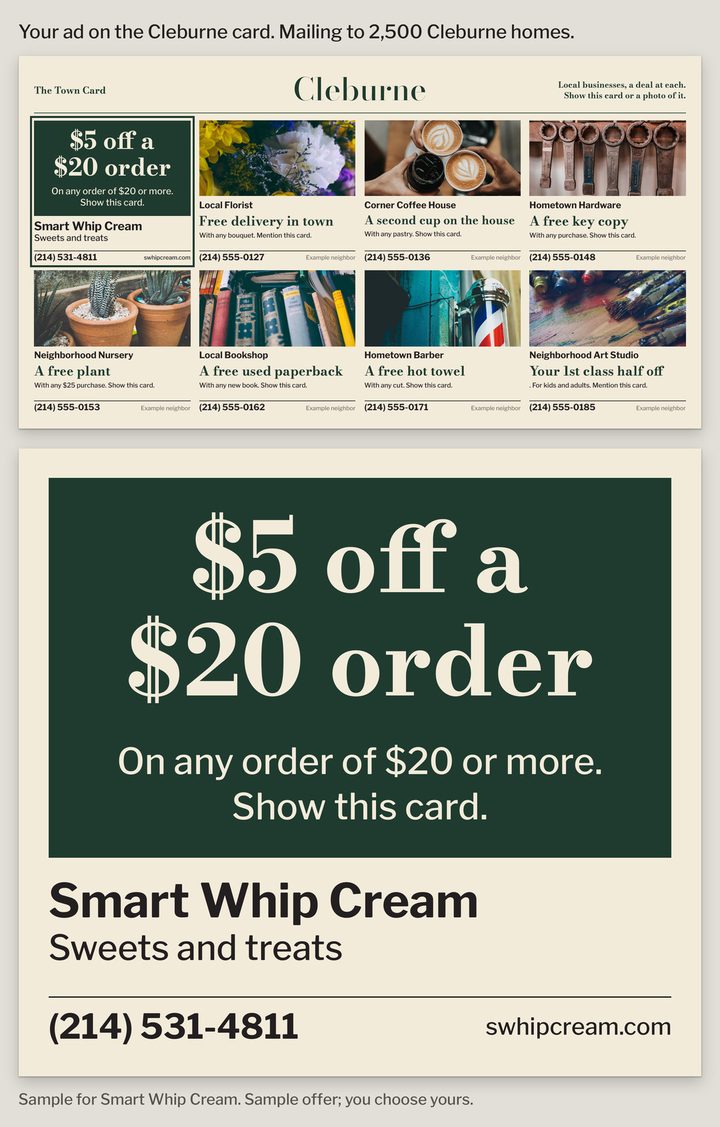 Your ad on the Cleburne card. Mailing to 2,500 Cleburne homes.
The Town Card
Cleburne
Local businesses, a deal at each.
Show this card or a photo of it.
$5 off a
$20 order
On any order of $20 or more.
Show this card.
Smart Whip Cream
Sweets and treats
(214) 531-4811
swhipcream.com
Local Florist
Free delivery in town
With any bouquet. Mention this card.
(214) 555-0127
Example neighbor
Corner Coffee House
A second cup on the house
With any pastry. Show this card.
(214) 555-0136
Example neighbor
Hometown Hardware
A free key copy
With any purchase. Show this card.
(214) 555-0148
Example neighbor
Neighborhood Nursery
A free plant
With any $25 purchase. Show this card.
(214) 555-0153
Example neighbor
Local Bookshop
A free used paperback
With any new book. Show this card.
(214) 555-0162
Example neighbor
Hometown Barber
A free hot towel
With any cut. Show this card.
(214) 555-0171
Example neighbor
Neighborhood Art Studio
Your 1st class half off
. For kids and adults. Mention this card.
(214) 555-0185
Example neighbor
$5 off a
$20 order
On any order of $20 or more.
Show this card.
Smart Whip Cream
Sweets and treats
(214) 531-4811
swhipcream.com
Sample for Smart Whip Cream. Sample offer; you choose yours.